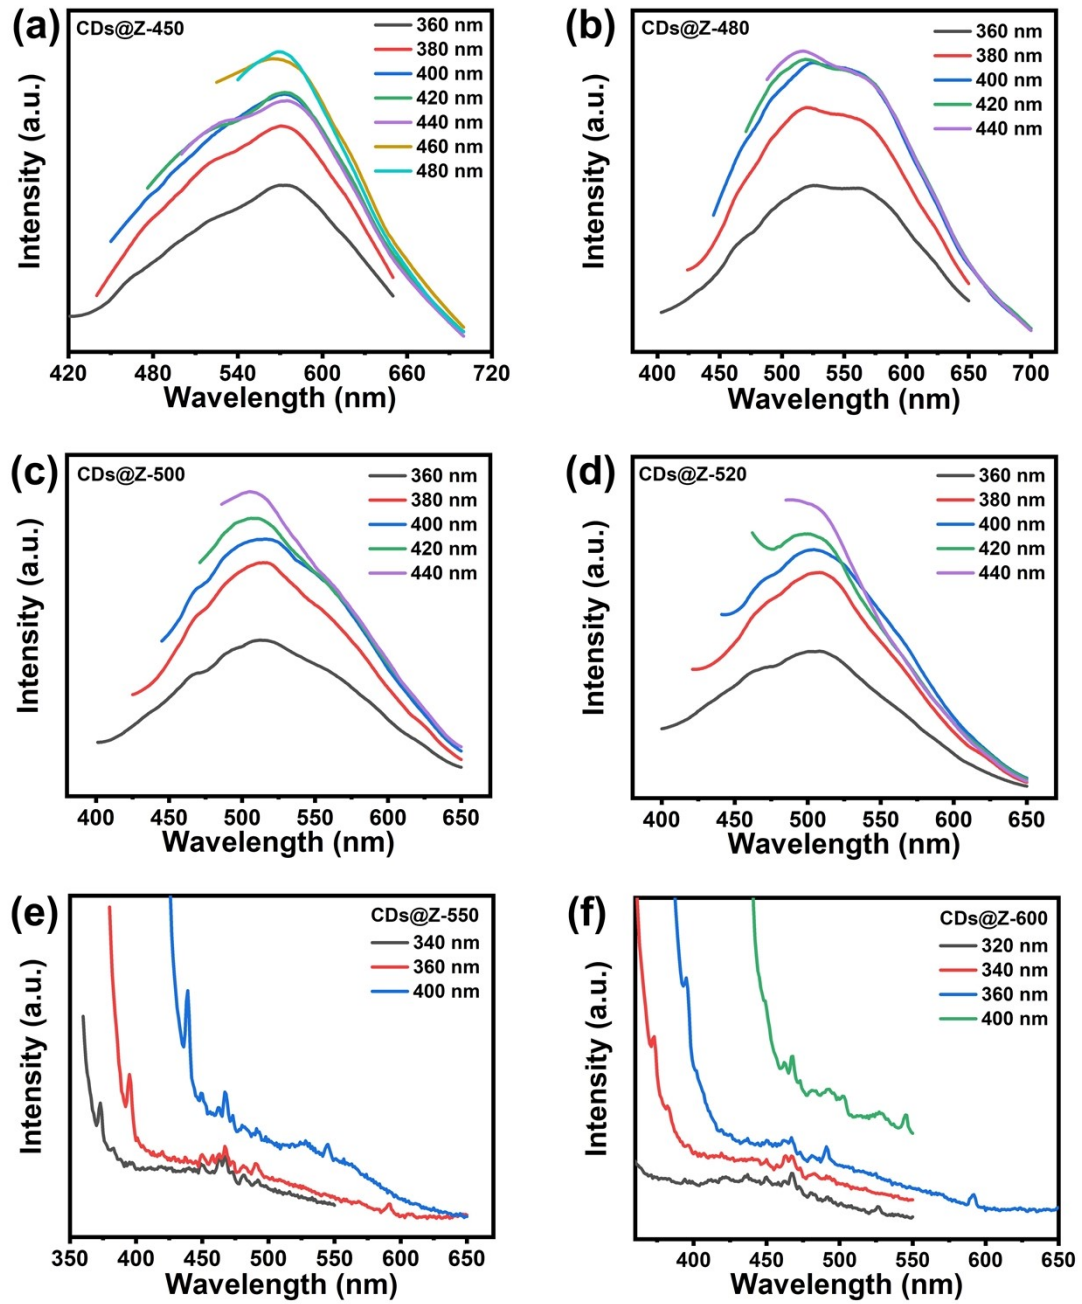 (a)
CDs@Z-450
360 nm
380 nm
400 nm
420 nm
440 nm
460 nm
480 nm
Intensity (a.u.)
420 480 540 600 660 720
Wavelength (nm)
(b)
CDs@Z-480
360 nm
380 nm
400 nm
420 nm
440 nm
Intensity (a.u.)
400 450 500 550 600 650 700
Wavelength (nm)
(c)
CDs@Z-500
360 nm
380 nm
400 nm
420 nm
440 nm
Intensity (a.u.)
400 450 500 550 600 650
Wavelength (nm)
(d)
CDs@Z-520
360 nm
380 nm
400 nm
420 nm
440 nm
Intensity (a.u.)
400 450 500 550 600 650
Wavelength (nm)
(e)
CDs@Z-550
340 nm
360 nm
400 nm
Intensity (a.u.)
350 400 450 500 550 600 650
Wavelength (nm)
(f)
CDs@Z-600
320 nm
340 nm
360 nm
400 nm
Intensity (a.u.)
400 450 500 550 600 650
Wavelength (nm)